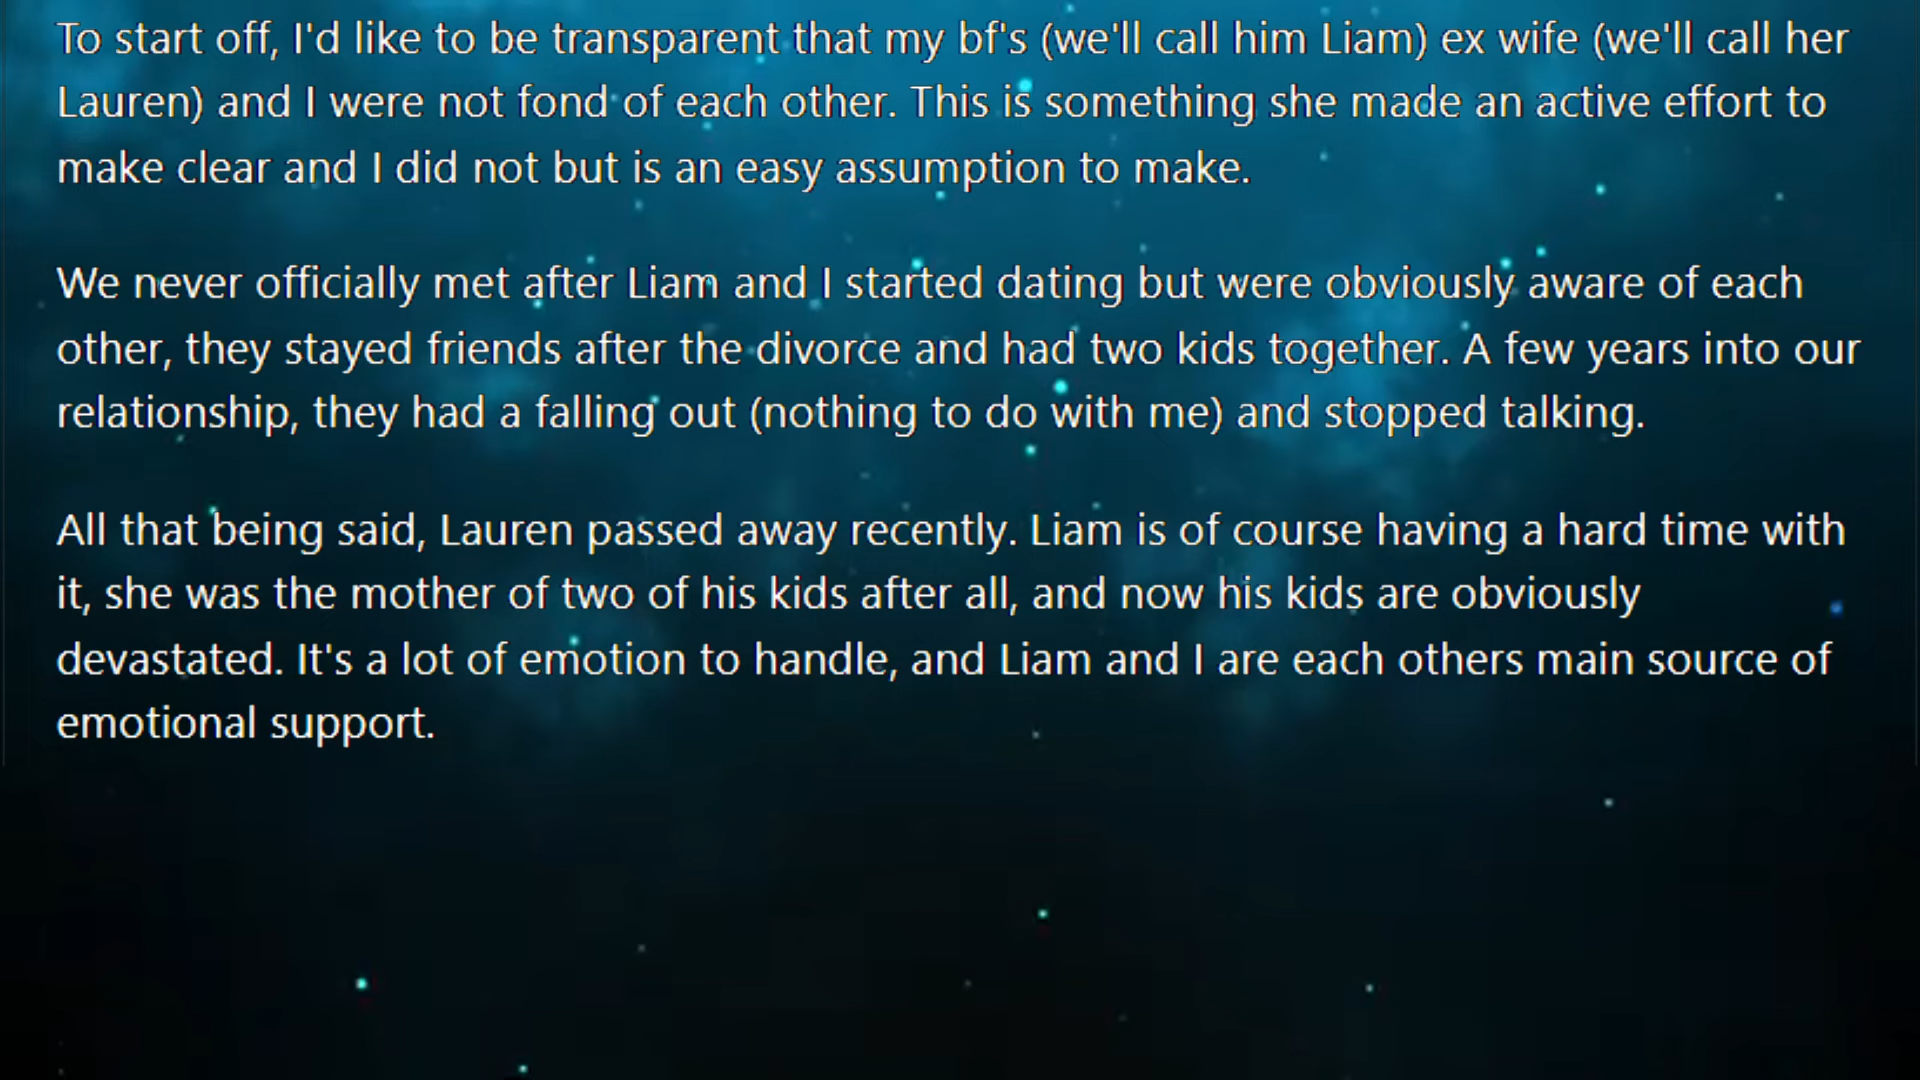 To start off, I'd like to be transparent that my bf's (we'll call him Liam) ex wife (we'll call her
Lauren) and I were not fond of each other. This is something she made an active effort to
make clear and I did not but is an easy assumption to make.
We never officially met after Liam and I started dating but were obviously aware of each
other, they stayed friends after the divorce and had two kids together. A few years into our
relationship, they had a falling out (nothing to do with me) and stopped talking.
All that being said, Lauren passed away recently. Liam is of course having a hard time with
it, she was the mother of two of his kids after all, and now his kids are obviously
devastated. It's a lot of emotion to handle, and Liam and I are each others main source of
emotional support.